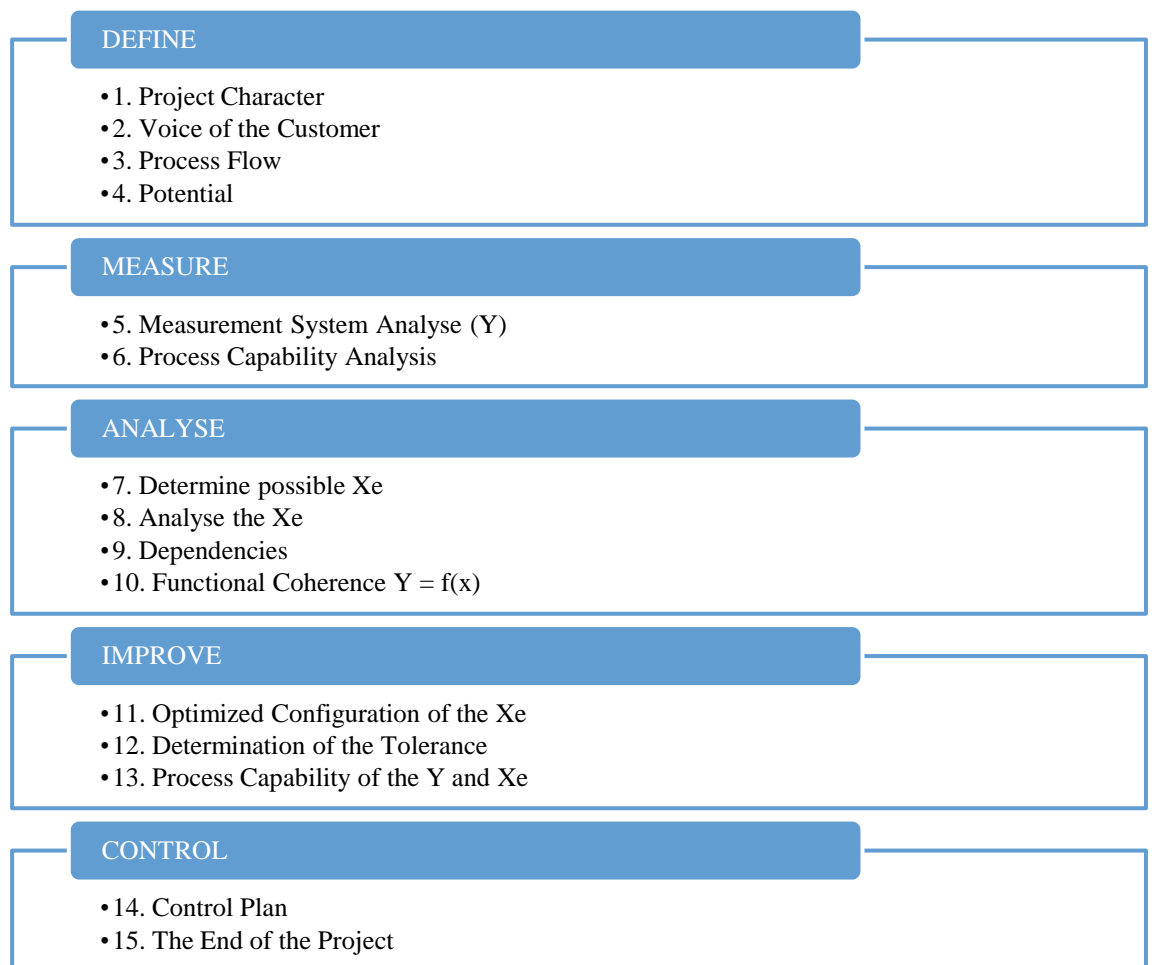 DEFINE
•1. Project Character
•2. Voice of the Customer
•3. Process Flow
•4. Potential
MEASURE
•5. Measurement System Analyse (Y)
•6. Process Capability Analysis
ANALYSE
•7. Determine possible Xe
•8. Analyse the Xe
•9. Dependencies
•10. Functional Coherence Y = f(x)
IMPROVE
•11. Optimized Configuration of the Xe
•12. Determination of the Tolerance
•13. Process Capability of the Y and Xe
CONTROL
•14. Control Plan
•15. The End of the Project